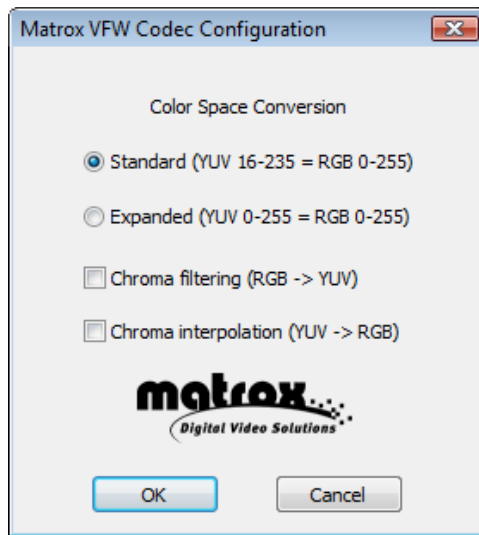 Matrox VFW Codec Configuration
Color Space Conversion
Standard (YUV 16-235 = RGB 0-255)
Expanded (YUV 0-255 = RGB 0-255)
Chroma filtering (RGB -> YUV)
Chroma interpolation (YUV -> RGB)
matrox
Digital Video Solutions
OK Cancel